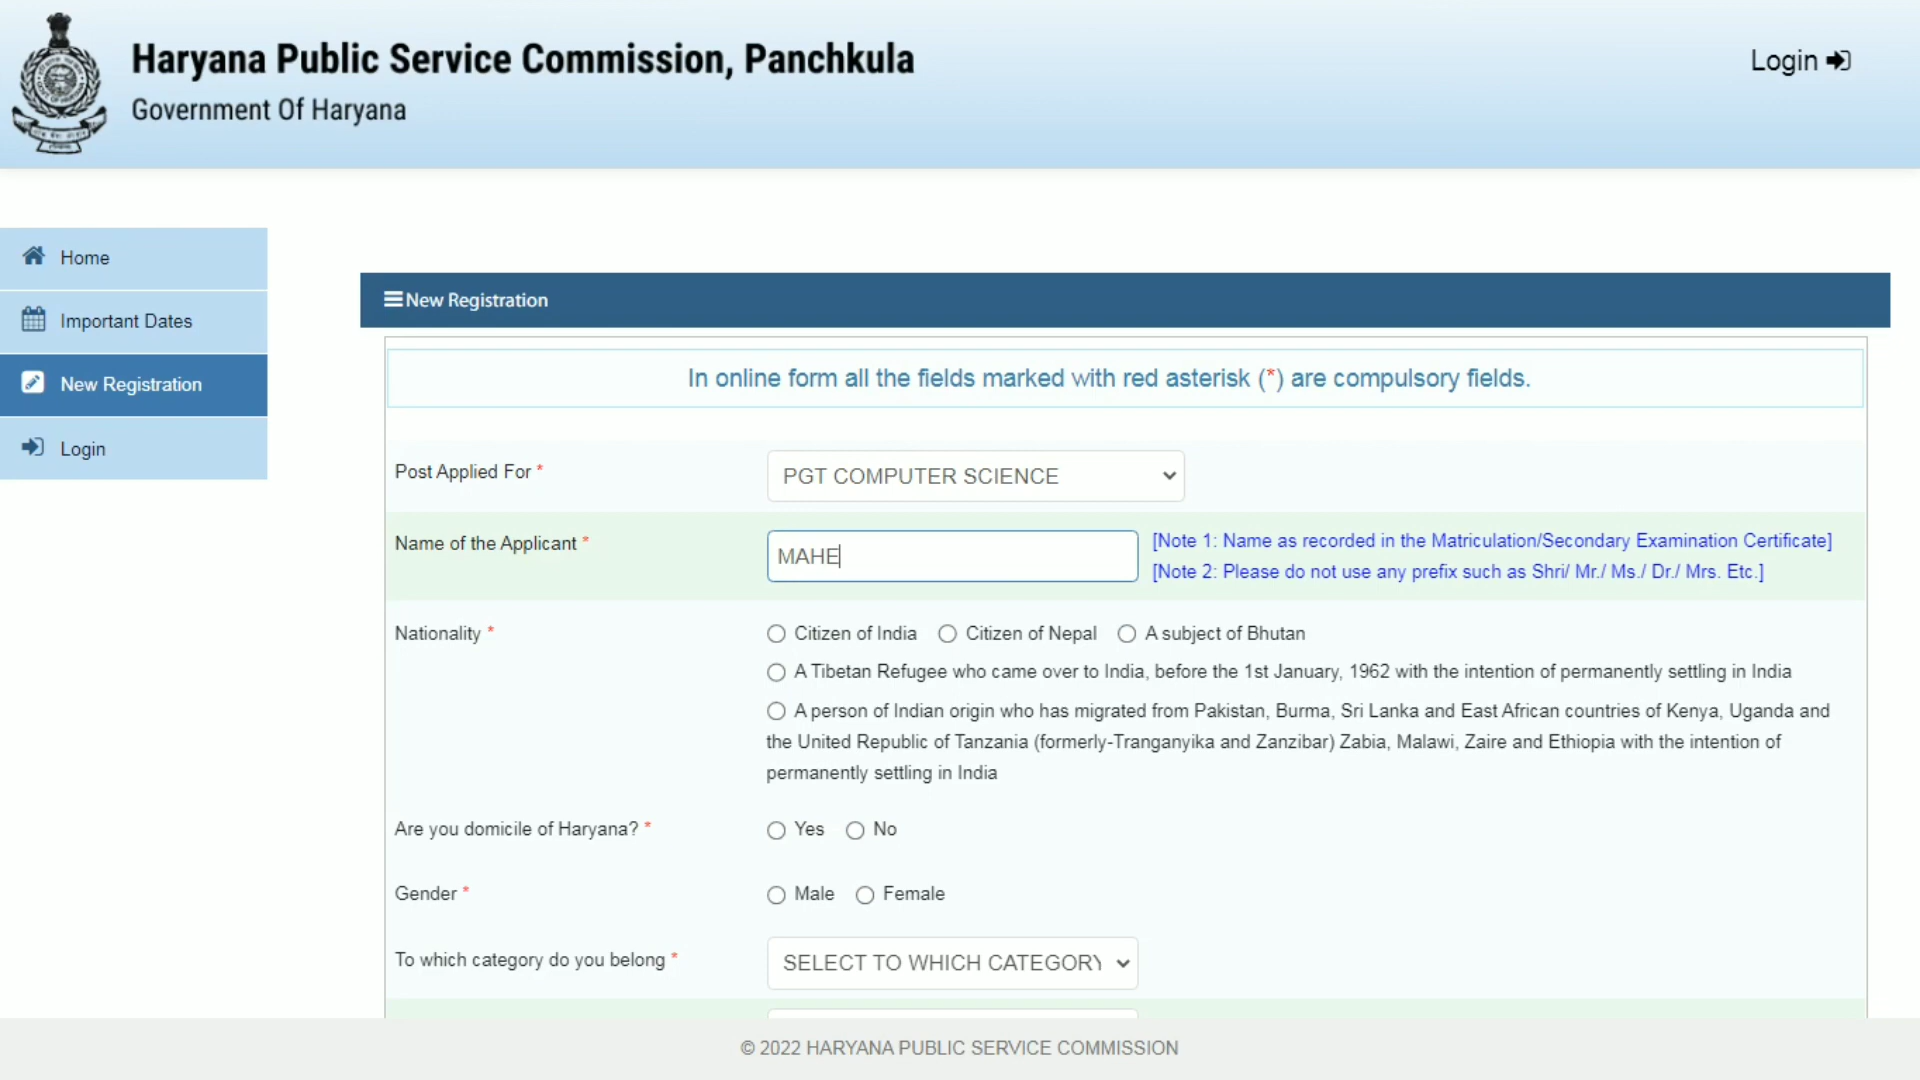 Haryana Public Service Commission, Panchkula
Government Of Haryana
Login
Home
Important Dates
New Registration
Login
New Registration
In online form all the fields marked with red asterisk (*) are compulsory fields.
Post Applied For *
PGT COMPUTER SCIENCE
Name of the Applicant *
MAHE
[Note 1: Name as recorded in the Matriculation/Secondary Examination Certificate]
[Note 2: Please do not use any prefix such as Shri/ Mr./ Ms./ Dr./ Mrs. Etc.]
Nationality *
Citizen of India Citizen of Nepal A subject of Bhutan
A Tibetan Refugee who came over to India, before the 1st January, 1962 with the intention of permanently settling in India
A person of Indian origin who has migrated from Pakistan, Burma, Sri Lanka and East African countries of Kenya, Uganda and
the United Republic of Tanzania (formerly-Tranganyika and Zanzibar) Zabia, Malawi, Zaire and Ethiopia with the intention of
permanently settling in India
Are you domicile of Haryana? *
Yes No
Gender *
Male Female
To which category do you belong *
SELECT TO WHICH CATEGORY
© 2022 HARYANA PUBLIC SERVICE COMMISSION